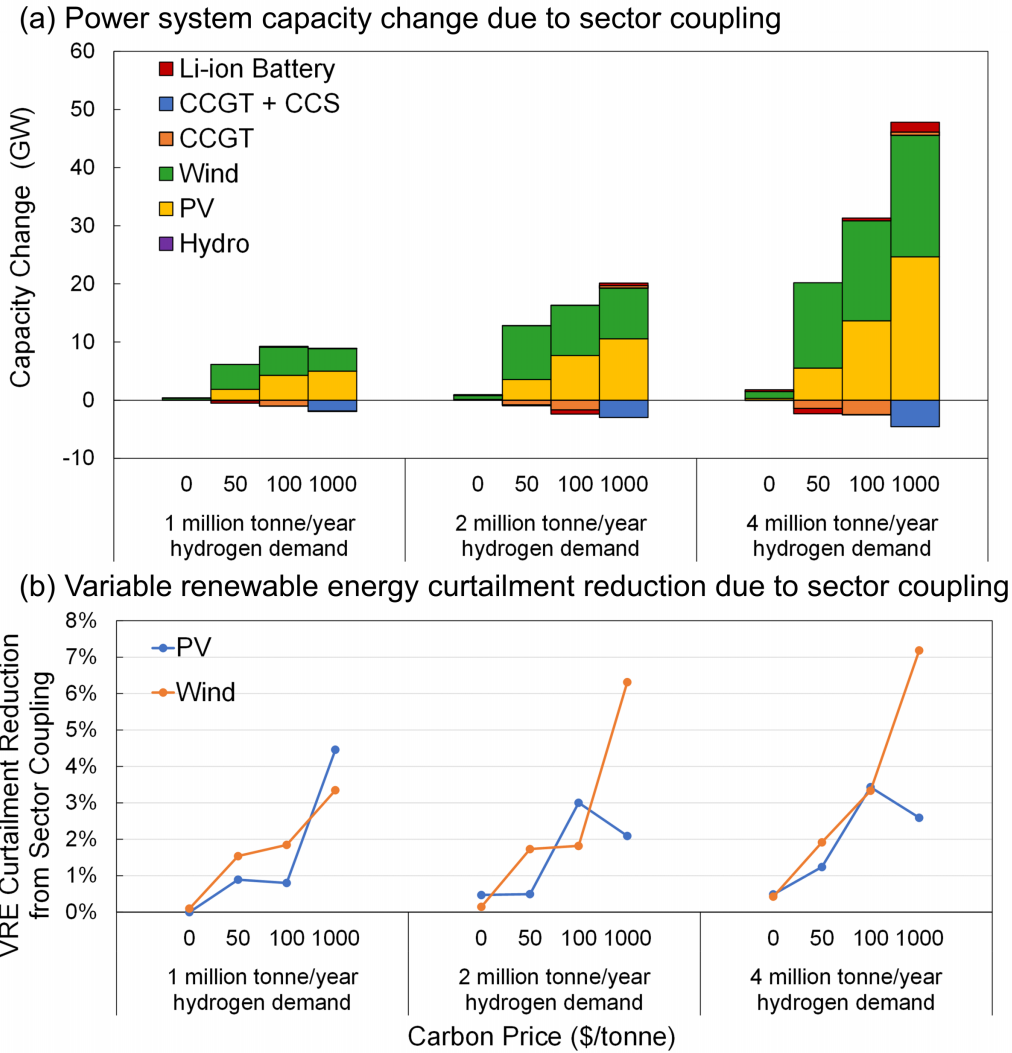 (a) Power system capacity change due to sector coupling
Capacity Change (GW)
60
50
40
30
20
10
0
-10
Li-ion Battery
CCGT + CCS
CCGT
Wind
PV
Hydro
0 50 100 1000
0 50 100 1000
0 50 100 1000
1 million tonne/year
hydrogen demand
2 million tonne/year
hydrogen demand
4 million tonne/year
hydrogen demand
(b) Variable renewable energy curtailment reduction due to sector coupling
VRE Curtailment Reduction
from Sector Coupling
8%
7%
6%
5%
4%
3%
2%
1%
0%
PV
Wind
0 50 100 1000
0 50 100 1000
0 50 100 1000
1 million tonne/year
hydrogen demand
2 million tonne/year
hydrogen demand
4 million tonne/year
hydrogen demand
Carbon Price ($/tonne)